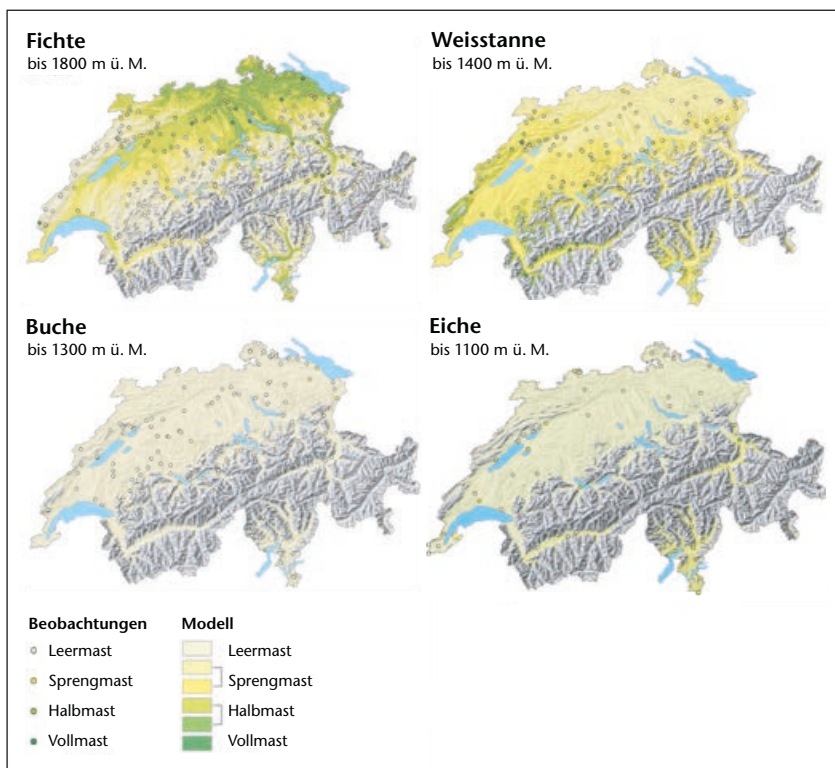 Fichte
bis 1800 m ü. M.
Weisstanne
bis 1400 m ü. M.
Buche
bis 1300 m ü. M.
Eiche
bis 1100 m ü. M.
Beobachtungen
Leermast
Sprengmast
Halbmast
Vollmast
Modell
Leermast
Sprengmast
Halbmast
Vollmast